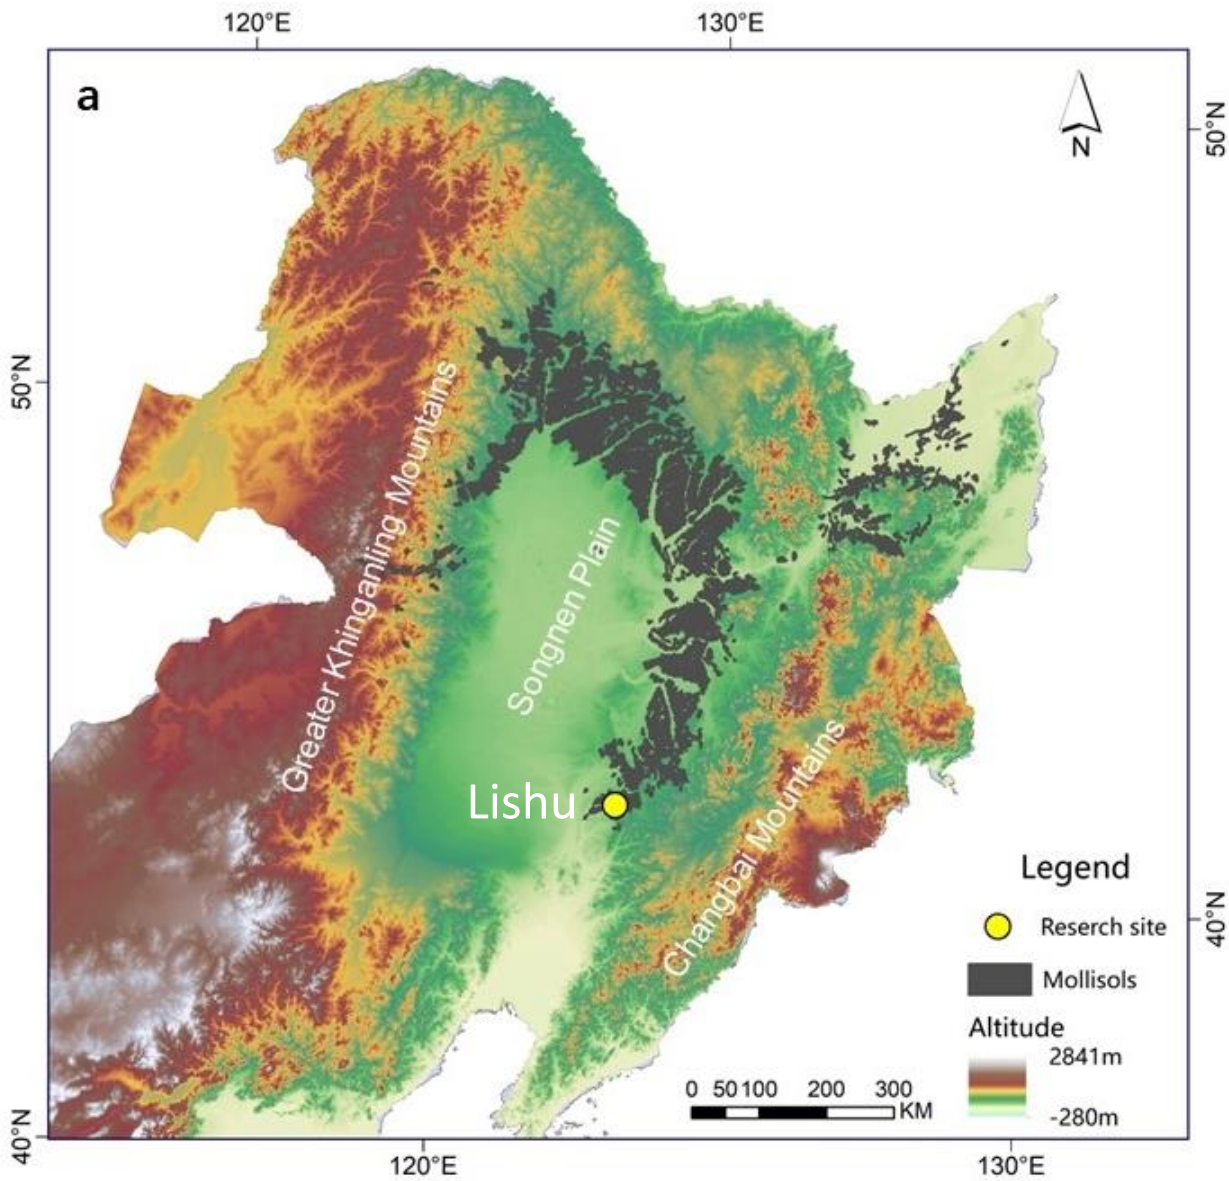 120°E
130°E
a
N
50°N
50°N
Greater Khinganling Mountains
Songnen Plain
Lishu
Changbai Mountains
Legend
Reserch site
Mollisols
Altitude
2841m
-280m
40°N
0 50 100 200 300
KM
40°N
120°E
130°E